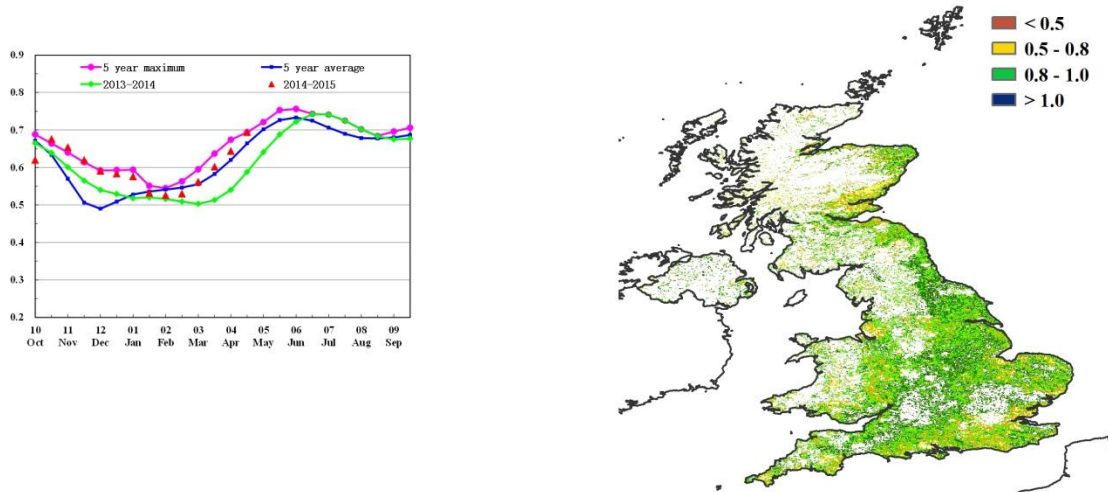 0.9
5 year maximum 5 year average
2013-2014 2014-2015
0.8
0.7
0.6
0.5
0.4
0.3
0.2
10 11 12 01 02 03 04 05 06 07 08 09
Oct Nov Dec Jan Feb Mar Apr May Jun Jul Aug Sep
< 0.5
0.5 - 0.8
0.8 - 1.0
> 1.0